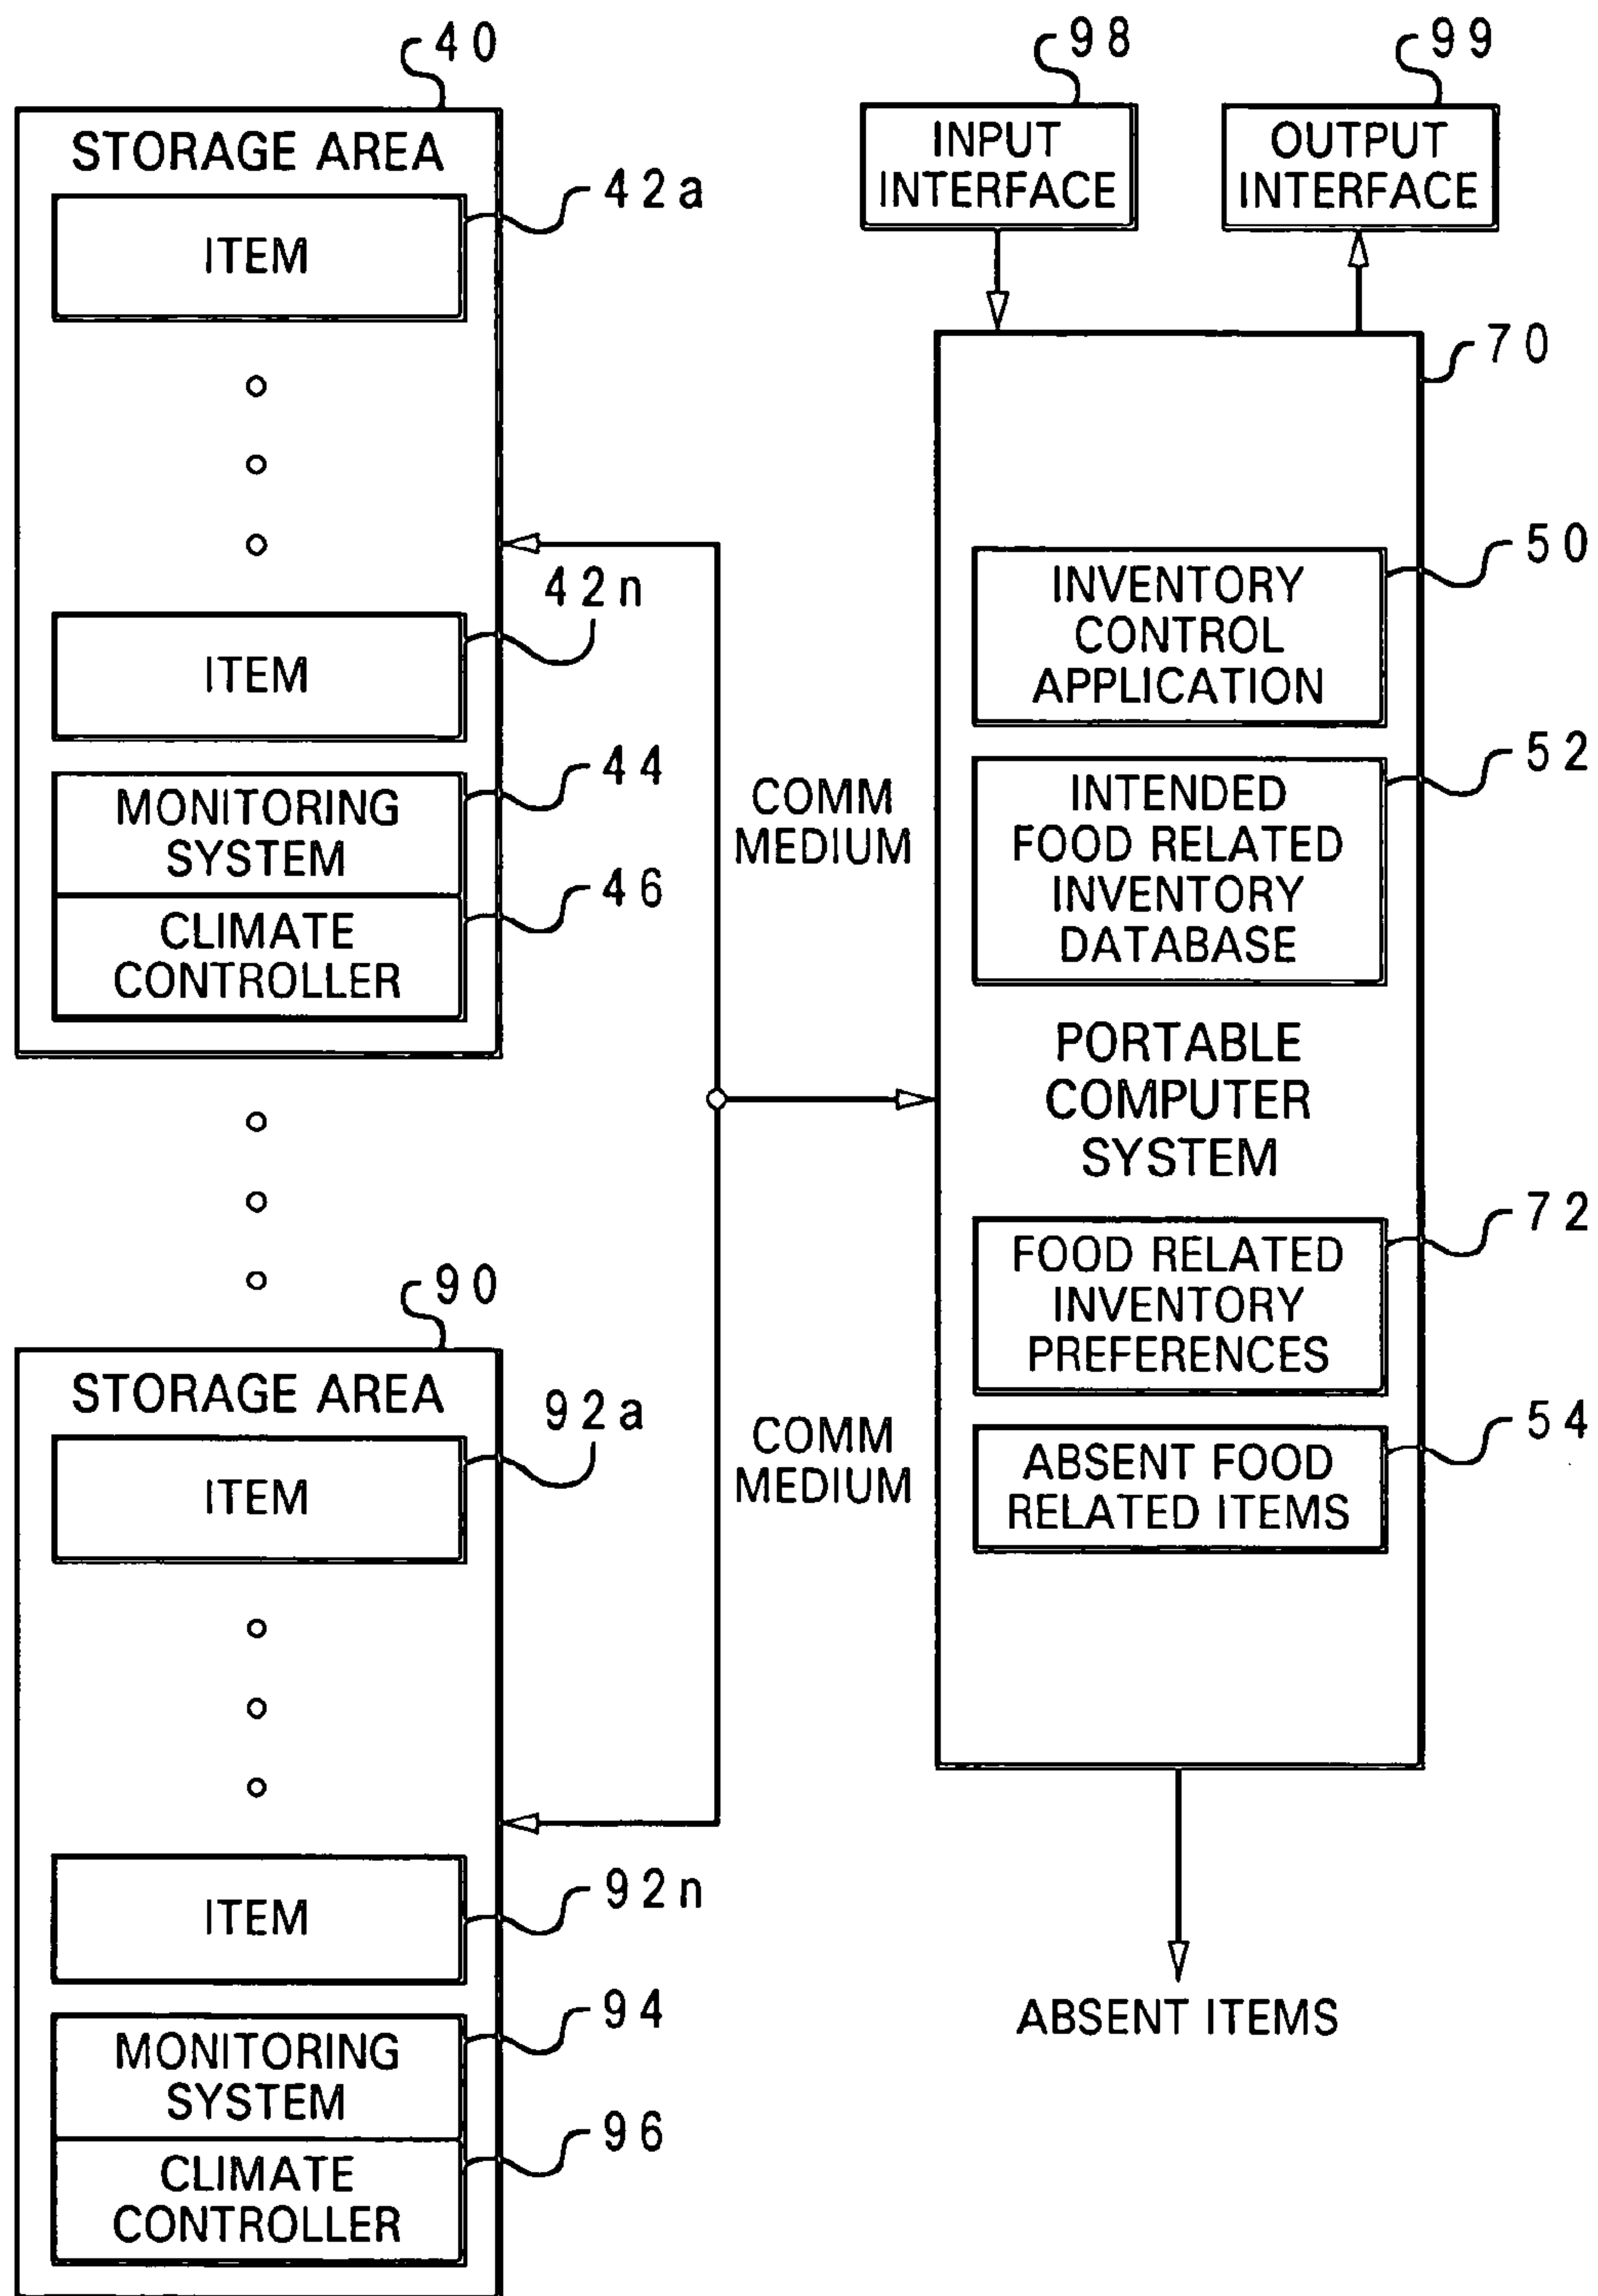 40
STORAGE AREA
42a
ITEM
42n
ITEM
44
MONITORING
SYSTEM
46
CLIMATE
CONTROLLER
90
STORAGE AREA
92a
ITEM
92n
ITEM
94
MONITORING
SYSTEM
96
CLIMATE
CONTROLLER
COMM
MEDIUM
COMM
MEDIUM
98
INPUT
INTERFACE
99
OUTPUT
INTERFACE
70
50
INVENTORY
CONTROL
APPLICATION
52
INTENDED
FOOD RELATED
INVENTORY
DATABASE
PORTABLE
COMPUTER
SYSTEM
72
FOOD RELATED
INVENTORY
PREFERENCES
54
ABSENT FOOD
RELATED ITEMS
ABSENT ITEMS